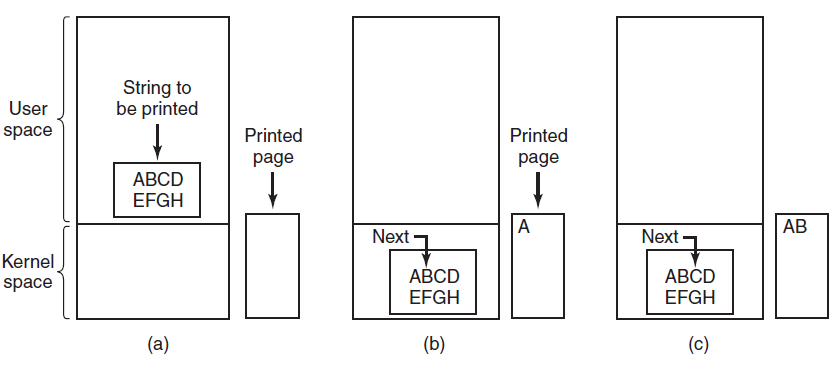 User
space
Kernel
space
String to
be printed
ABCD
EFGH
Printed
page
(a)
Next
ABCD
EFGH
Printed
page
A
(b)
Next
ABCD
EFGH
AB
(c)